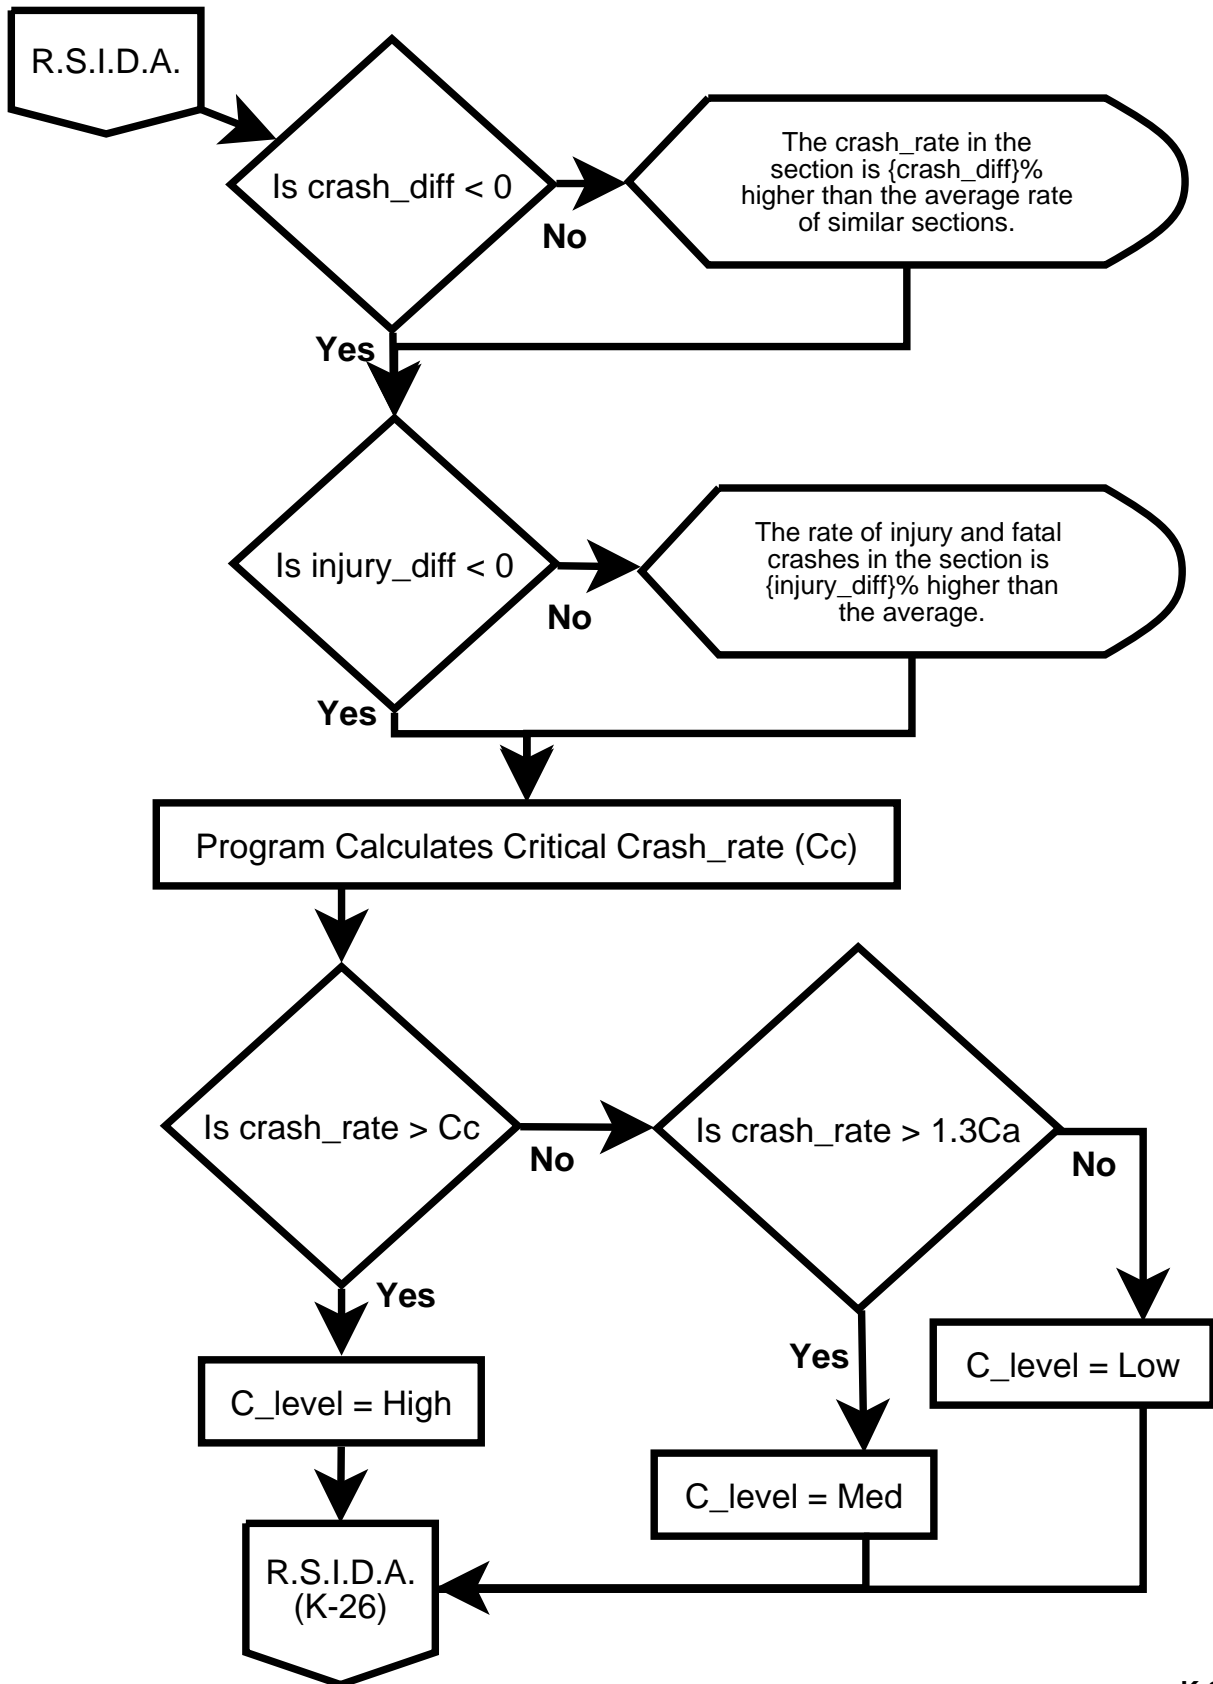 R.S.I.D.A.
Is crash_diff < 0
The crash_rate in the
section is {crash_diff}%
higher than the average rate
of similar sections.
No
Yes
Is injury_diff < 0
The rate of injury and fatal
crashes in the section is
{injury_diff}% higher than
the average.
No
Yes
Program Calculates Critical Crash_rate (Cc)
Is crash_rate > Cc
Is crash_rate > 1.3Ca
No
No
Yes
Yes
C_level = Low
C_level = High
C_level = Med
R.S.I.D.A.
(K-26)